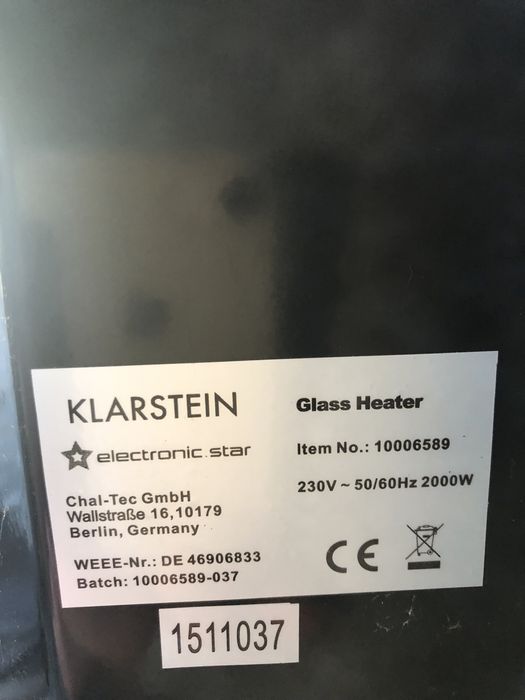 KLARSTEIN
electronic.star
Chal-Tec GmbH
Wallstraße 16,10179
Berlin, Germany
WEEE-Nr.: DE 46906833
Batch: 10006589-037
Glass Heater
Item No.: 10006589
230V ~ 50/60Hz 2000W
CE
1511037